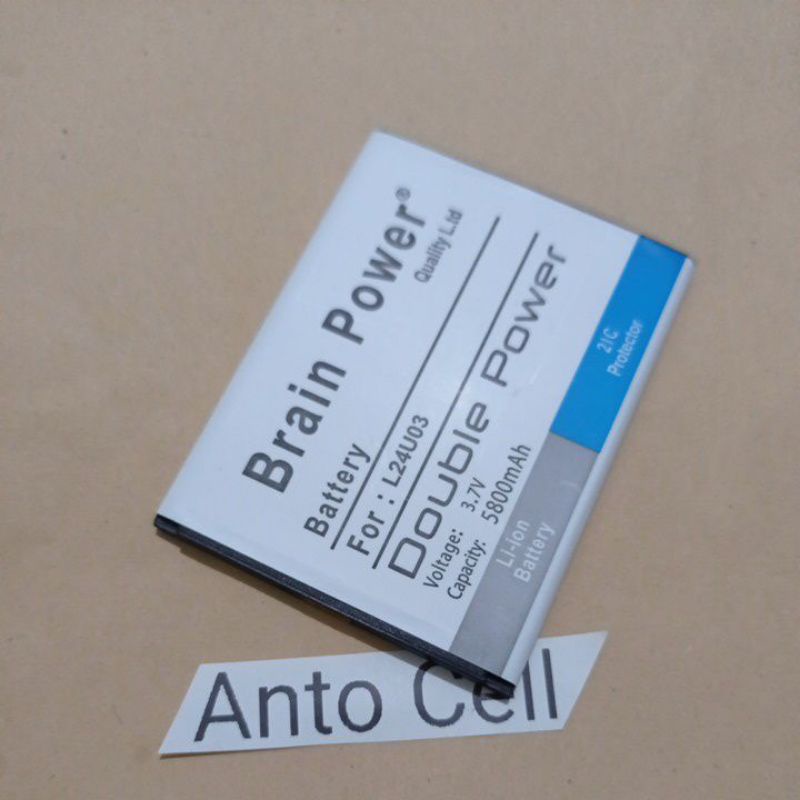 Brain Power®
Quality L.td
Battery
For : L24U03
Double Power
Voltage: 3.7V
Capacity: 5800mAh
Li-ion
Battery
2IC
Protector
Anto Cell